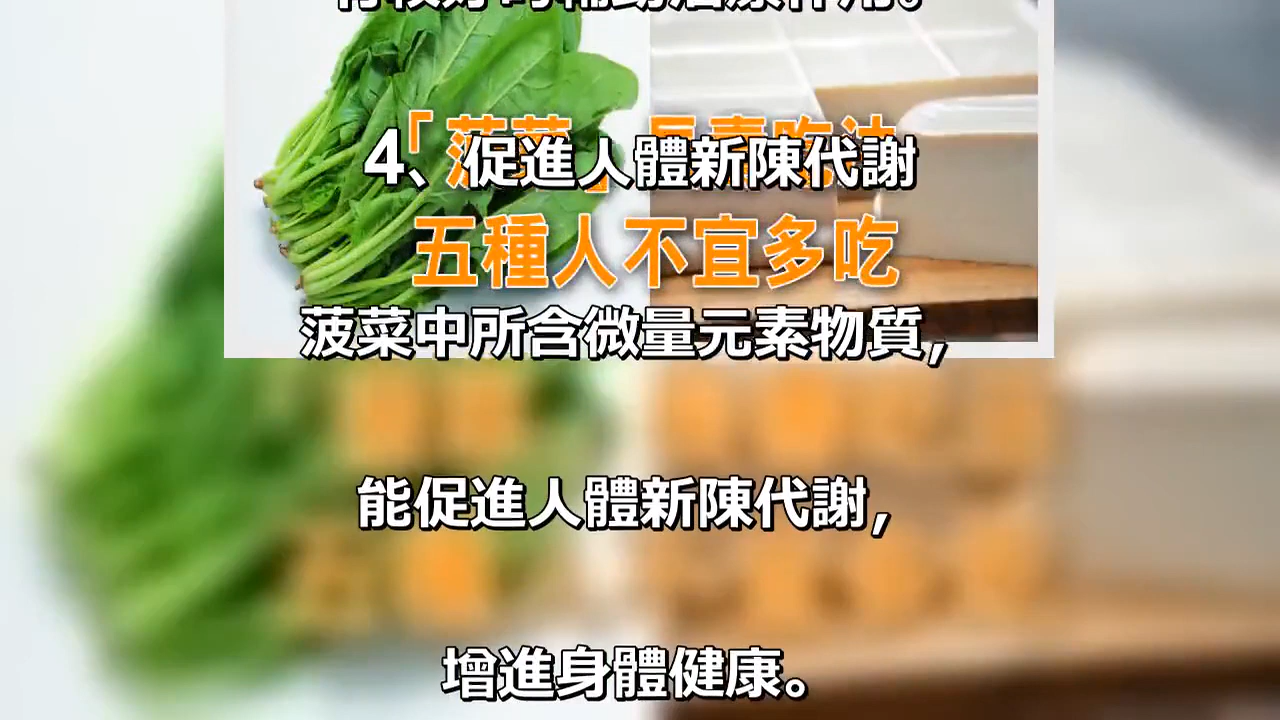 4、促進人體新陳代謝
五種人不宜多吃
菠菜中所含微量元素物質，
能促進人體新陳代謝，
增進身體健康。